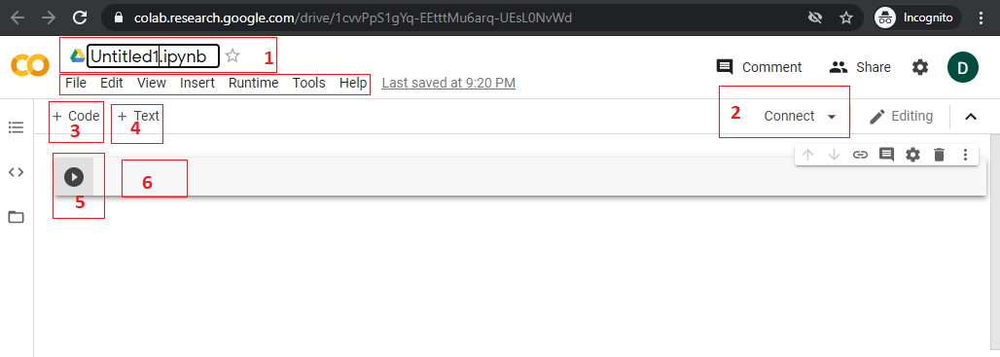 colab.research.google.com/drive/1cvvPpS1gYq-EEtttMu6arq-UEsL0NvWd Incognito
Untitled1.ipynb 1
Comment Share D
File Edit View Insert Runtime Tools Help Last saved at 9:20 PM
+ Code + Text 2 Connect Editing
3 4
6
5